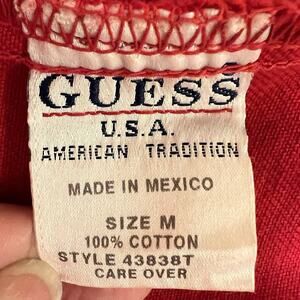 GUESS
U.S.A.
AMERICAN TRADITION
MADE IN MEXICO
SIZE M
100% COTTON
STYLE 43838T
CARE OVER